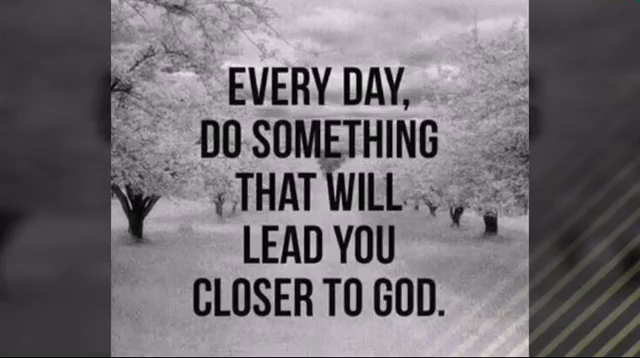 EVERY DAY,
DO SOMETHING
THAT WILL
LEAD YOU
CLOSER TO GOD.